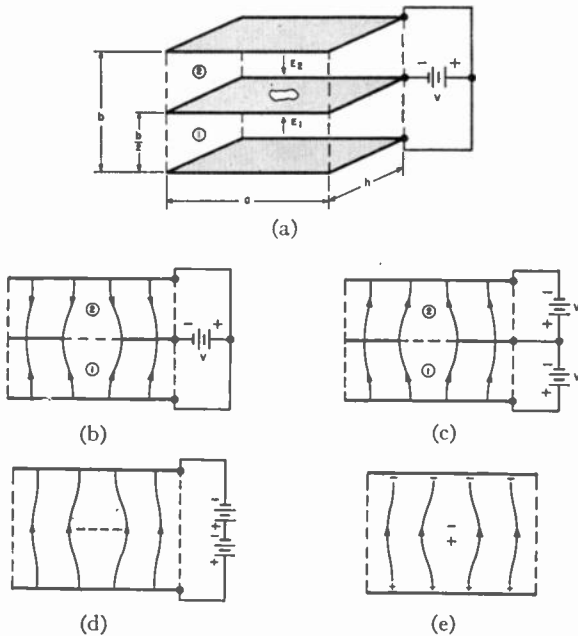 ② E2 − +
b V
b/2 ① E1
h
a
(a)
② − +
① V
(b)
−
② V
+
−
① V
+
(c)
−
+
−
+
(d)
− − − −
−
+
+ + + +
(e)